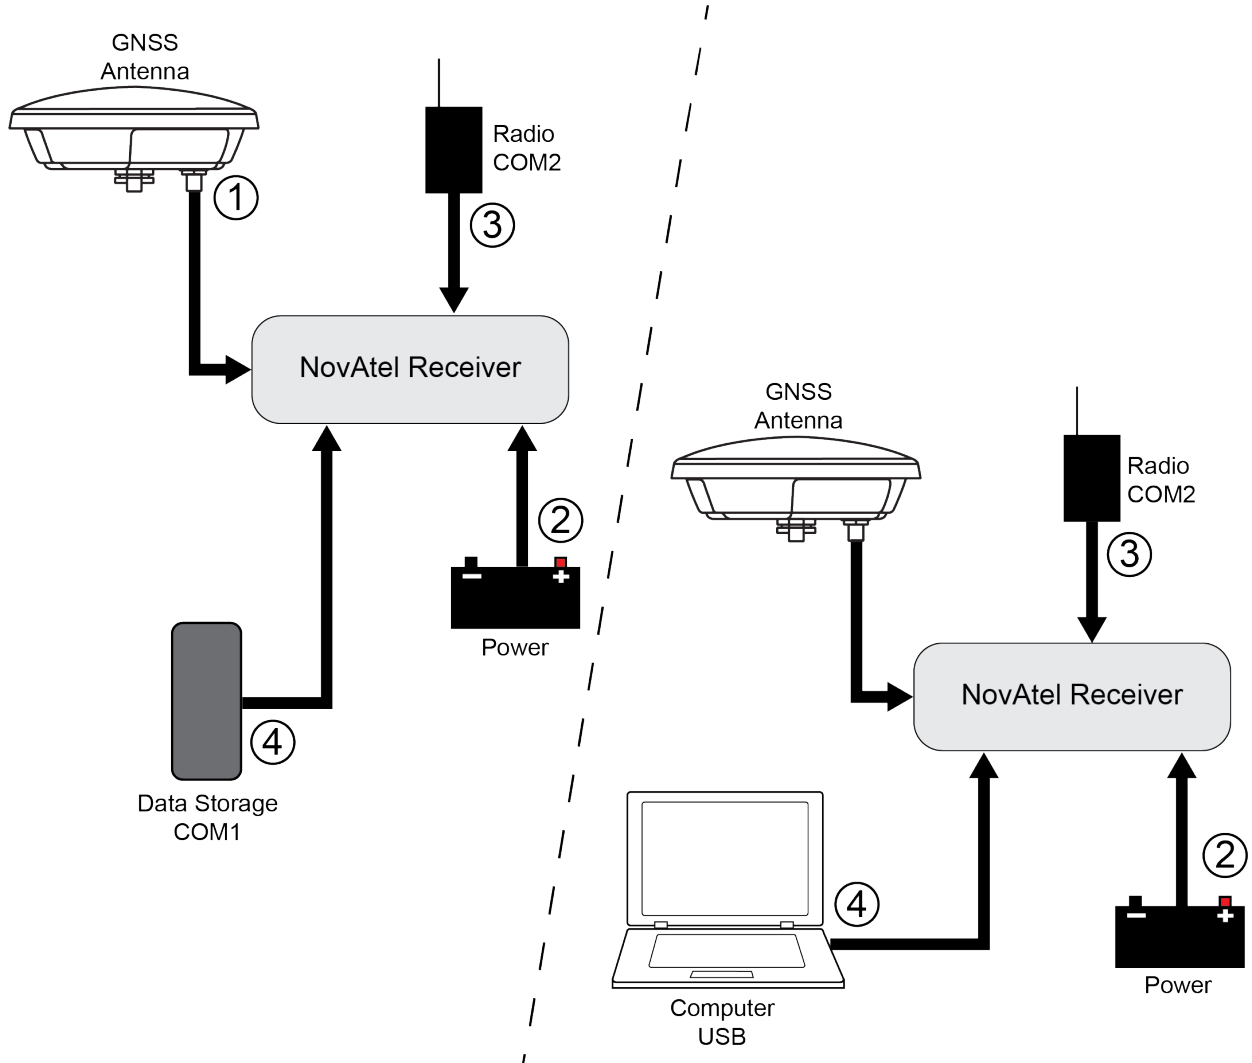 GNSS
Antenna
Radio
COM2
1
3
NovAtel Receiver
2
Power
4
Data Storage
COM1
GNSS
Antenna
Radio
COM2
3
NovAtel Receiver
2
4
Power
Computer
USB